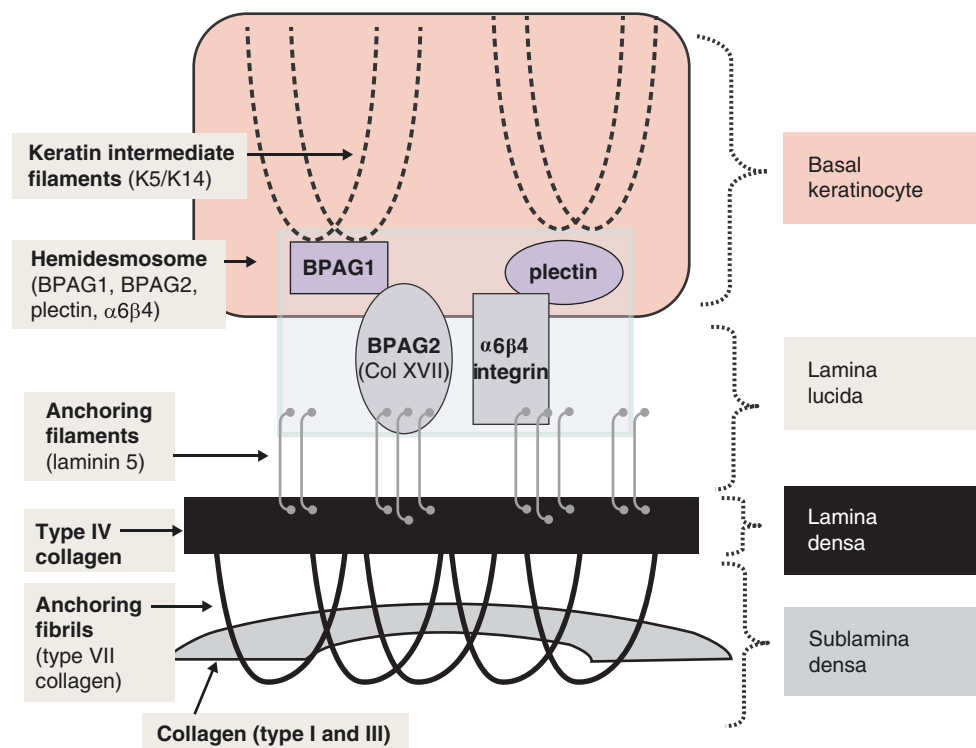 Keratin intermediate
filaments (K5/K14)
Hemidesmosome
(BPAG1, BPAG2,
plectin, α6β4)
Anchoring
filaments
(laminin 5)
Type IV
collagen
Anchoring
fibrils
(type VII
collagen)
Collagen (type I and III)
BPAG1
plectin
BPAG2
(Col XVII)
α6β4
integrin
Basal
keratinocyte
Lamina
lucida
Lamina
densa
Sublamina
densa